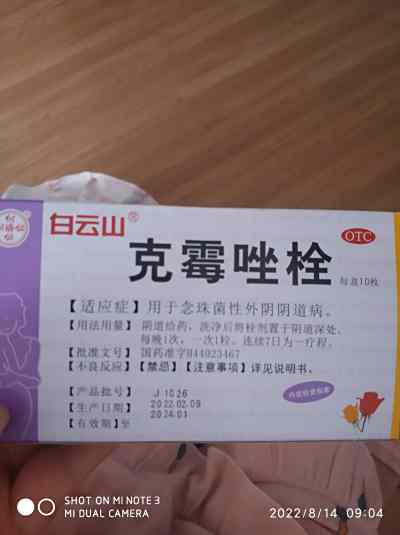 白云山®
OTC
克霉唑栓
每盒10枚
【适应症】用于念珠菌性外阴阴道病。
【用法用量】阴道给药，洗净后将栓剂置于阴道深处。
每晚1次，一次1粒。连续7日为一疗程。
【批准文号】国药准字H44023467
【不良反应】【禁忌】【注意事项】详见说明书。
【产品批号】 J 1026
【生产日期】 2022.02.09
【有效期】至 2024.01
SHOT ON MI NOTE 3
MI DUAL CAMERA
2022/8/14 09:04